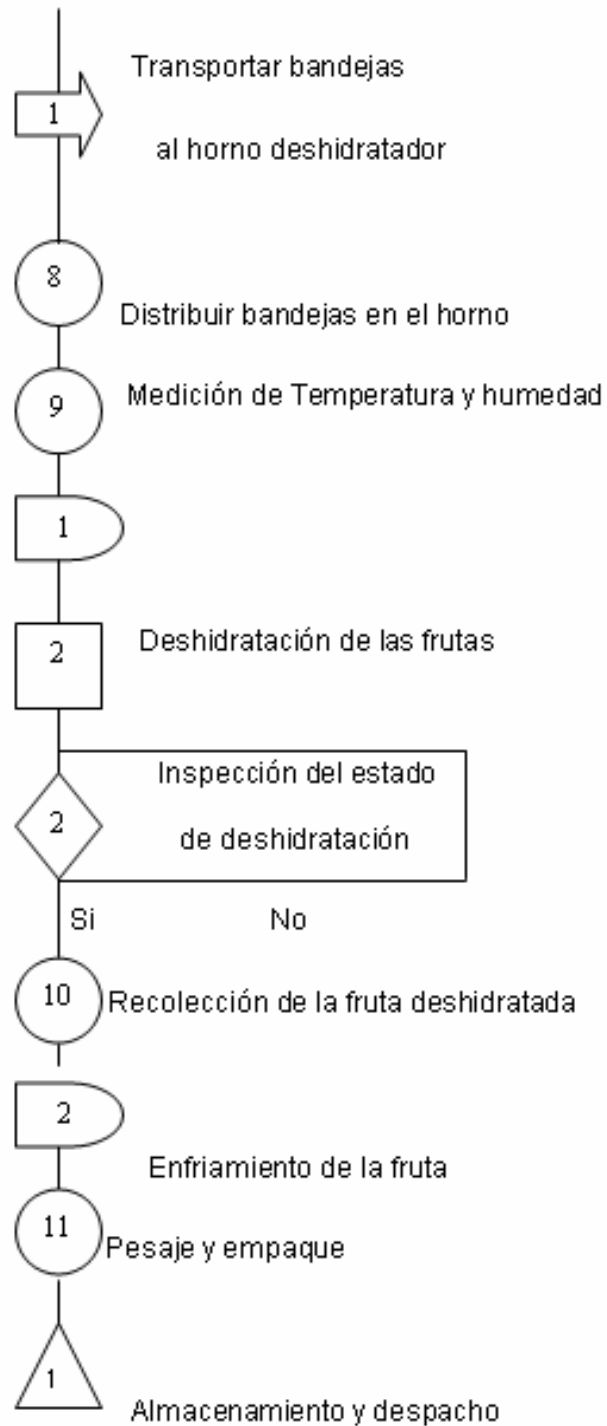 Transportar bandejas
1
al horno deshidratador
8
Distribuir bandejas en el horno
9
Medición de Temperatura y humedad
1
2
Deshidratación de las frutas
Inspección del estado
2
de deshidratación
Si
No
10
Recolección de la fruta deshidratada
2
Enfriamiento de la fruta
11
Pesaje y empaque
1
Almacenamiento y despacho